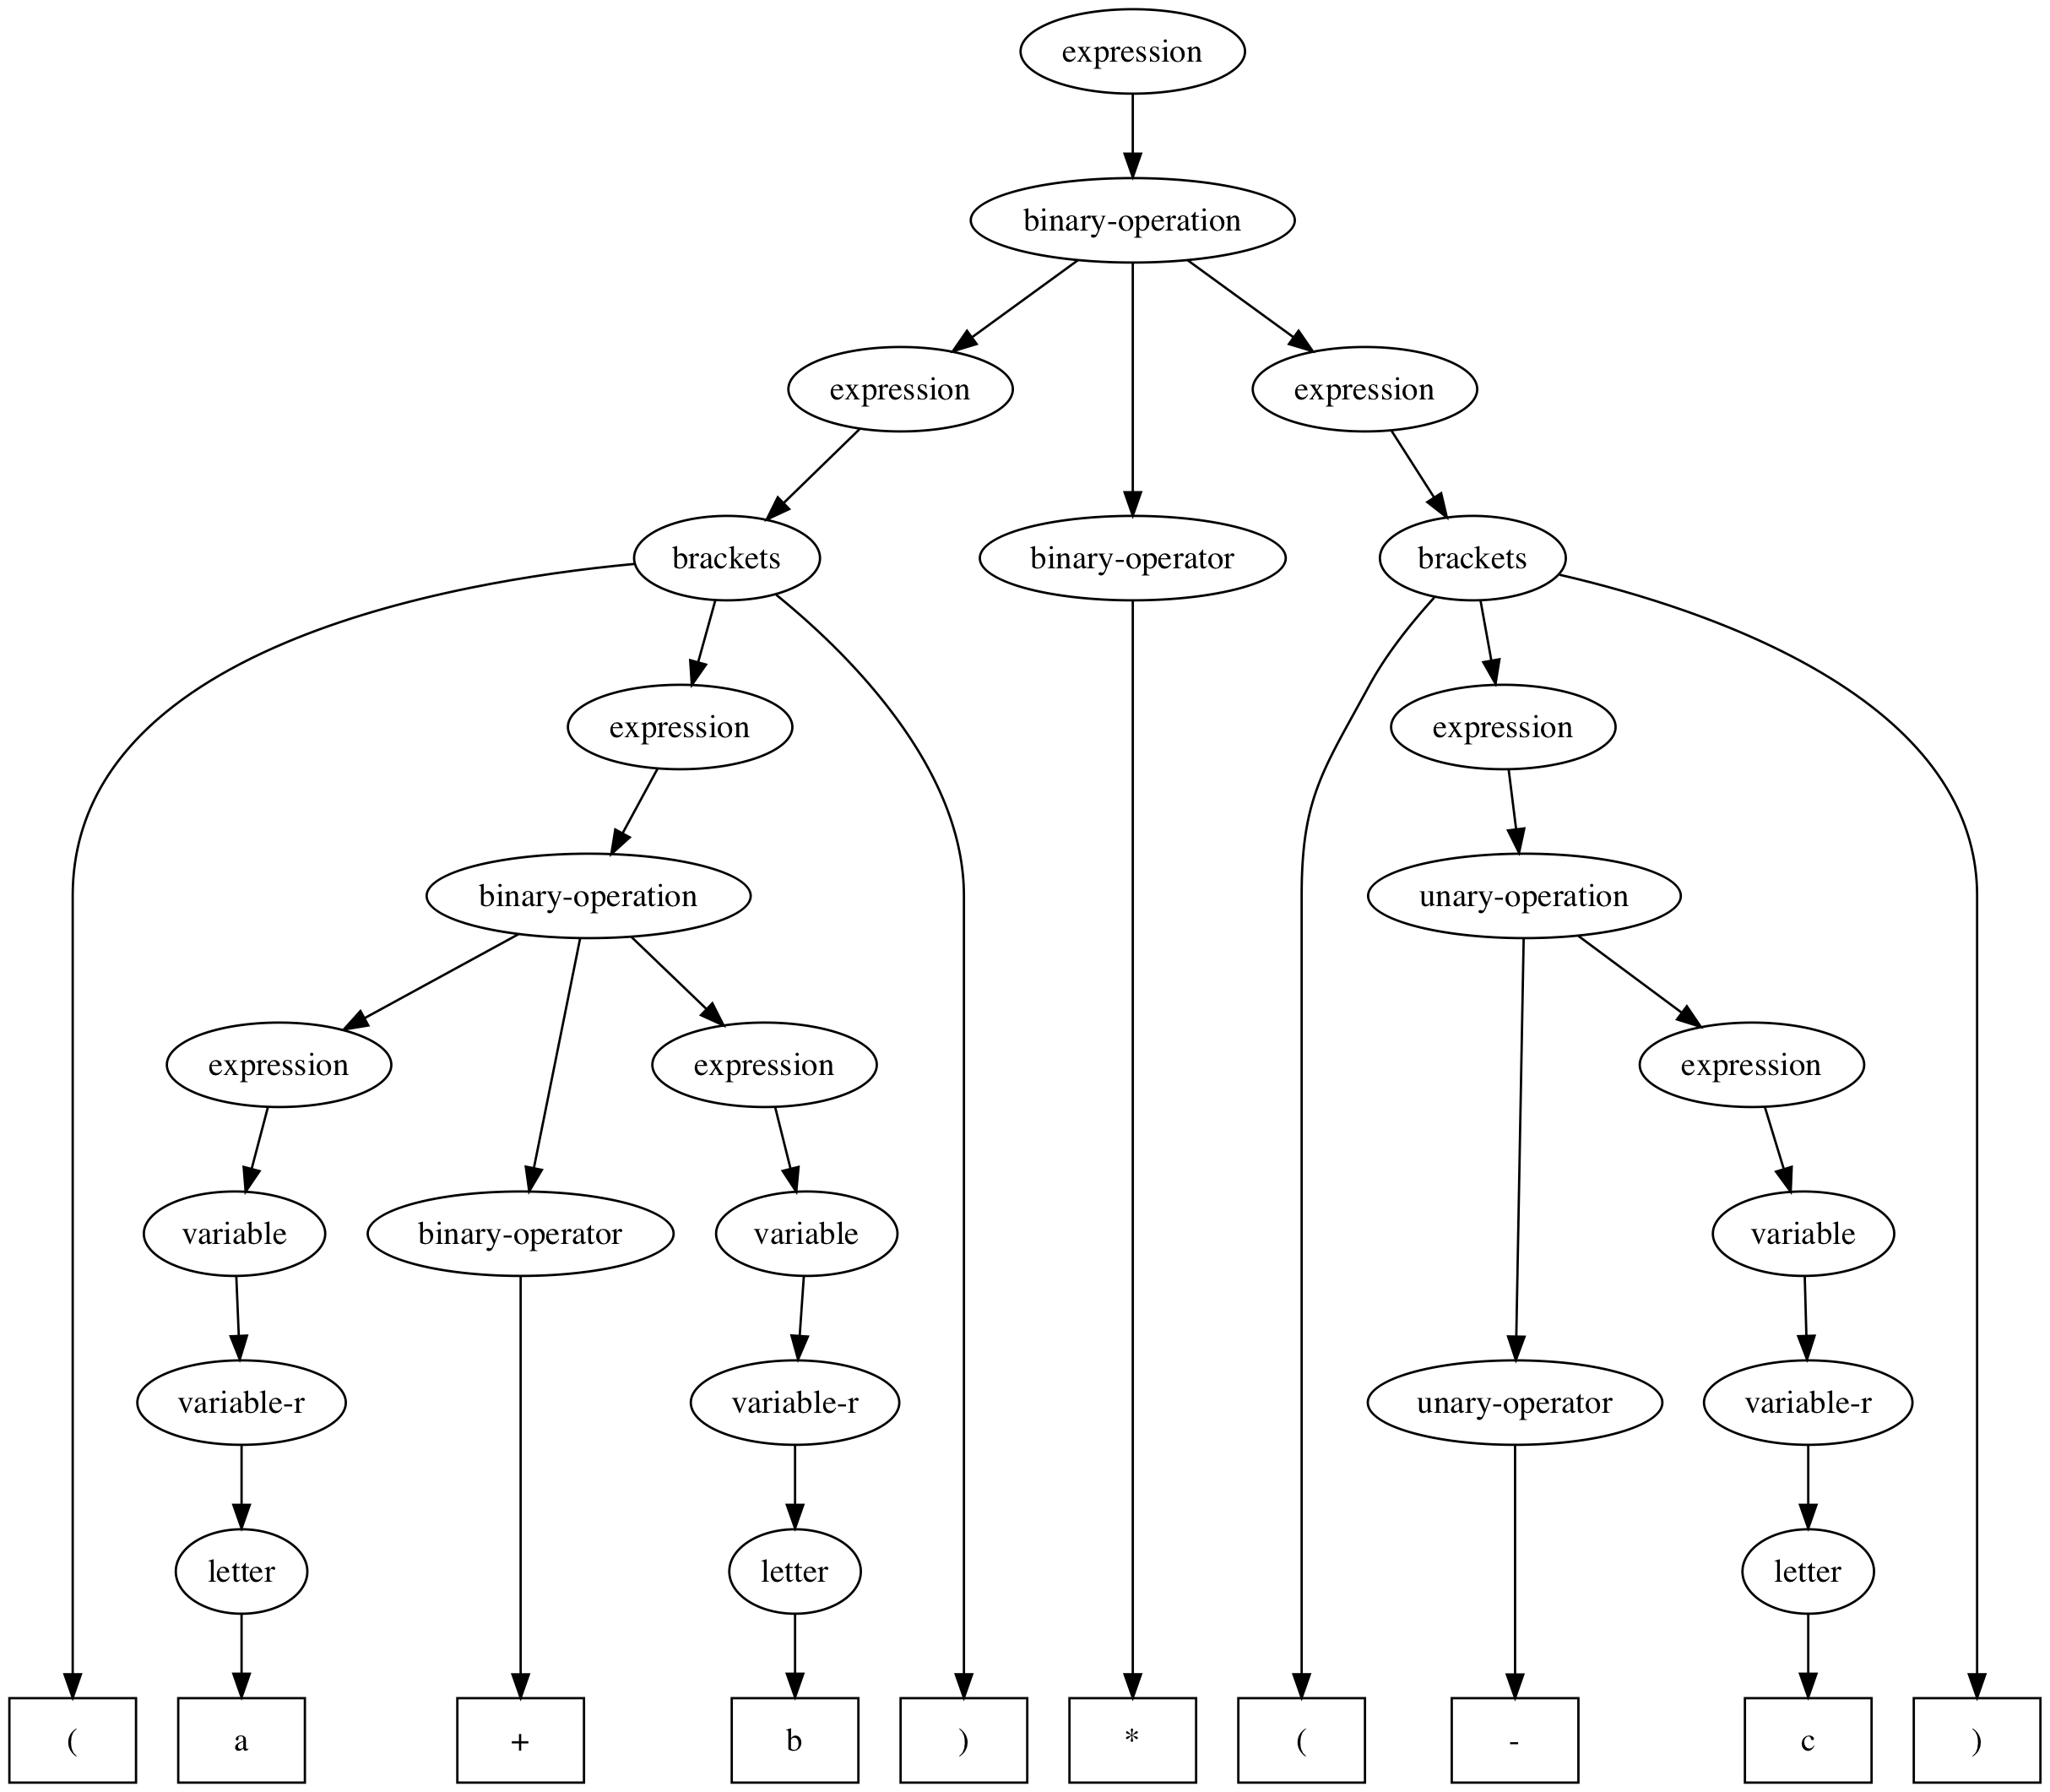 expression
binary-operation
expression
expression
brackets
binary-operator
brackets
expression
expression
binary-operation
unary-operation
expression
expression
expression
variable
binary-operator
variable
variable
variable-r
variable-r
unary-operator
variable-r
letter
letter
letter
(
a
+
b
)
*
(
-
c
)